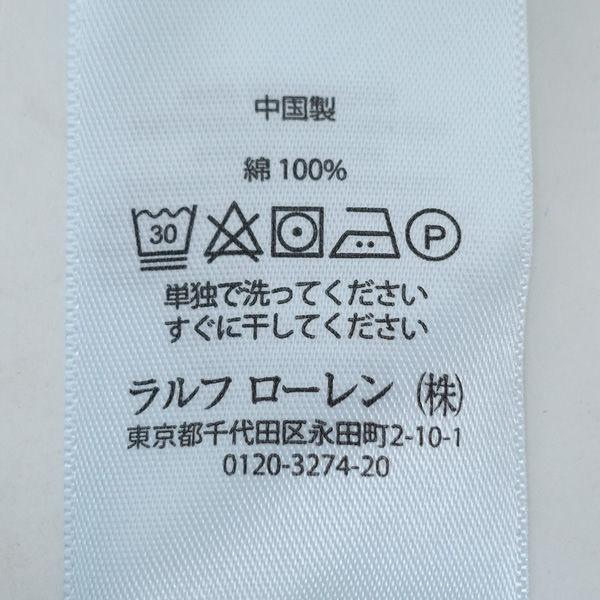 中国製
綿 100%
30 P
単独で洗ってください
すぐに干してください
ラルフ ローレン (株)
東京都千代田区永田町2-10-1
0120-3274-20